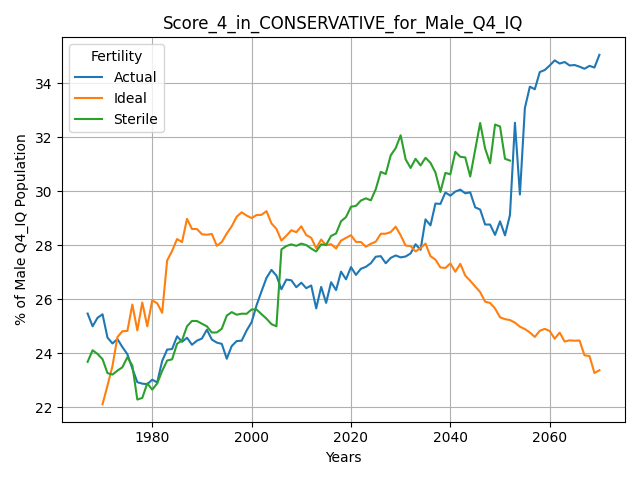 Score_4_in_CONSERVATIVE_for_Male_Q4_IQ
Fertility
Actual
Ideal
Sterile
% of Male Q4_IQ Population
34
32
30
28
26
24
22
1980
2000
2020
2040
2060
Years